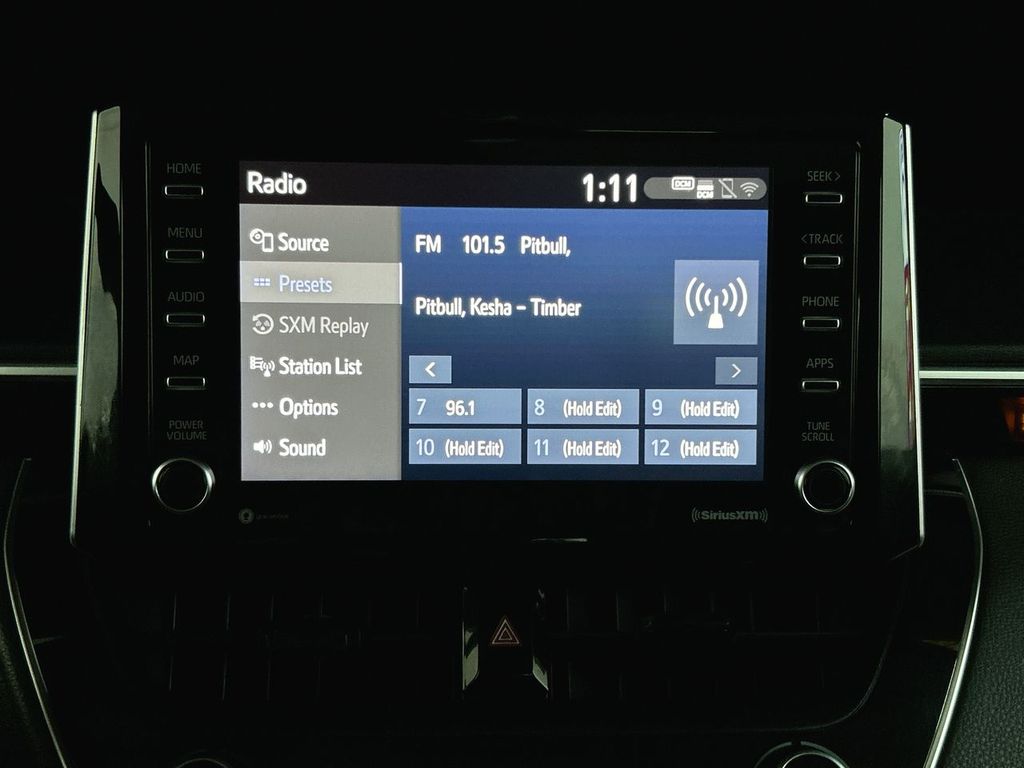 HOME
MENU
AUDIO
MAP
POWER
VOLUME
Radio
1:11
DCM
DCM
Source
Presets
SXM Replay
Station List
••• Options
Sound
FM 101.5 Pitbull,
Pitbull, Kesha – Timber
< >
7 96.1
8 (Hold Edit)
9 (Hold Edit)
10 (Hold Edit)
11 (Hold Edit)
12 (Hold Edit)
SEEK >
< TRACK
PHONE
APPS
TUNE
SCROLL
((SiriusXM))